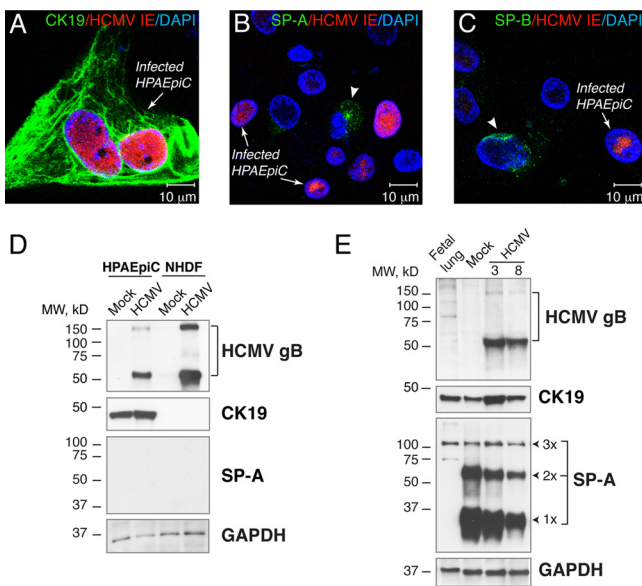 A
CK19/HCMV IE/DAPI
Infected
HPAEpiC
10 µm
B
SP-A/HCMV IE/DAPI
Infected
HPAEpiC
10 µm
C
SP-B/HCMV IE/DAPI
Infected
HPAEpiC
10 µm
D
HPAEpiC NHDF
MW, kD
Mock
HCMV
Mock
HCMV
150
100
75
50
HCMV gB
50
CK19
100
75
50
37
SP-A
37
GAPDH
E
Fetal
lung
Mock
HCMV
3 8
MW, kD
150
100
75
50
HCMV gB
50
CK19
100
75
50
37
3x
2x
1x
SP-A
37
GAPDH